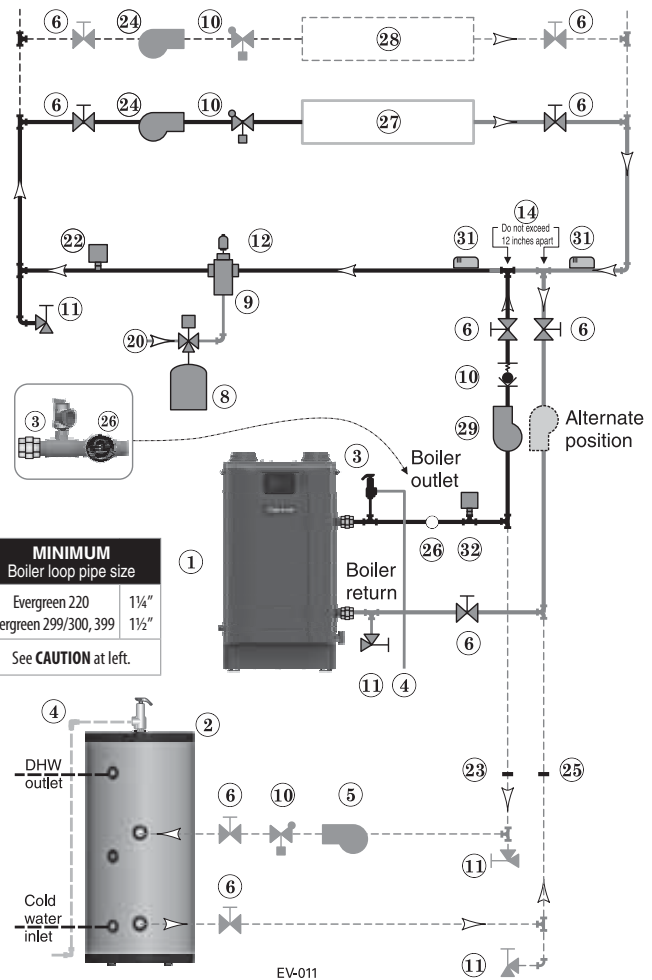 6 24 10 28 6
6 24 10 27 6
14
Do not exceed
12 inches apart
22 12 31 31
9
11
20
8
6 6
10
3 26
29 Alternate
position
3
Boiler
outlet
1
26 32
MINIMUM
Boiler loop pipe size
Evergreen 220 1¼"
ergreen 299/300, 399 1½"
See CAUTION at left.
Boiler
return
6
11 4
4 2
DHW
outlet
23 25
6 10 5
11
6
Cold
water
inlet
11
EV-011